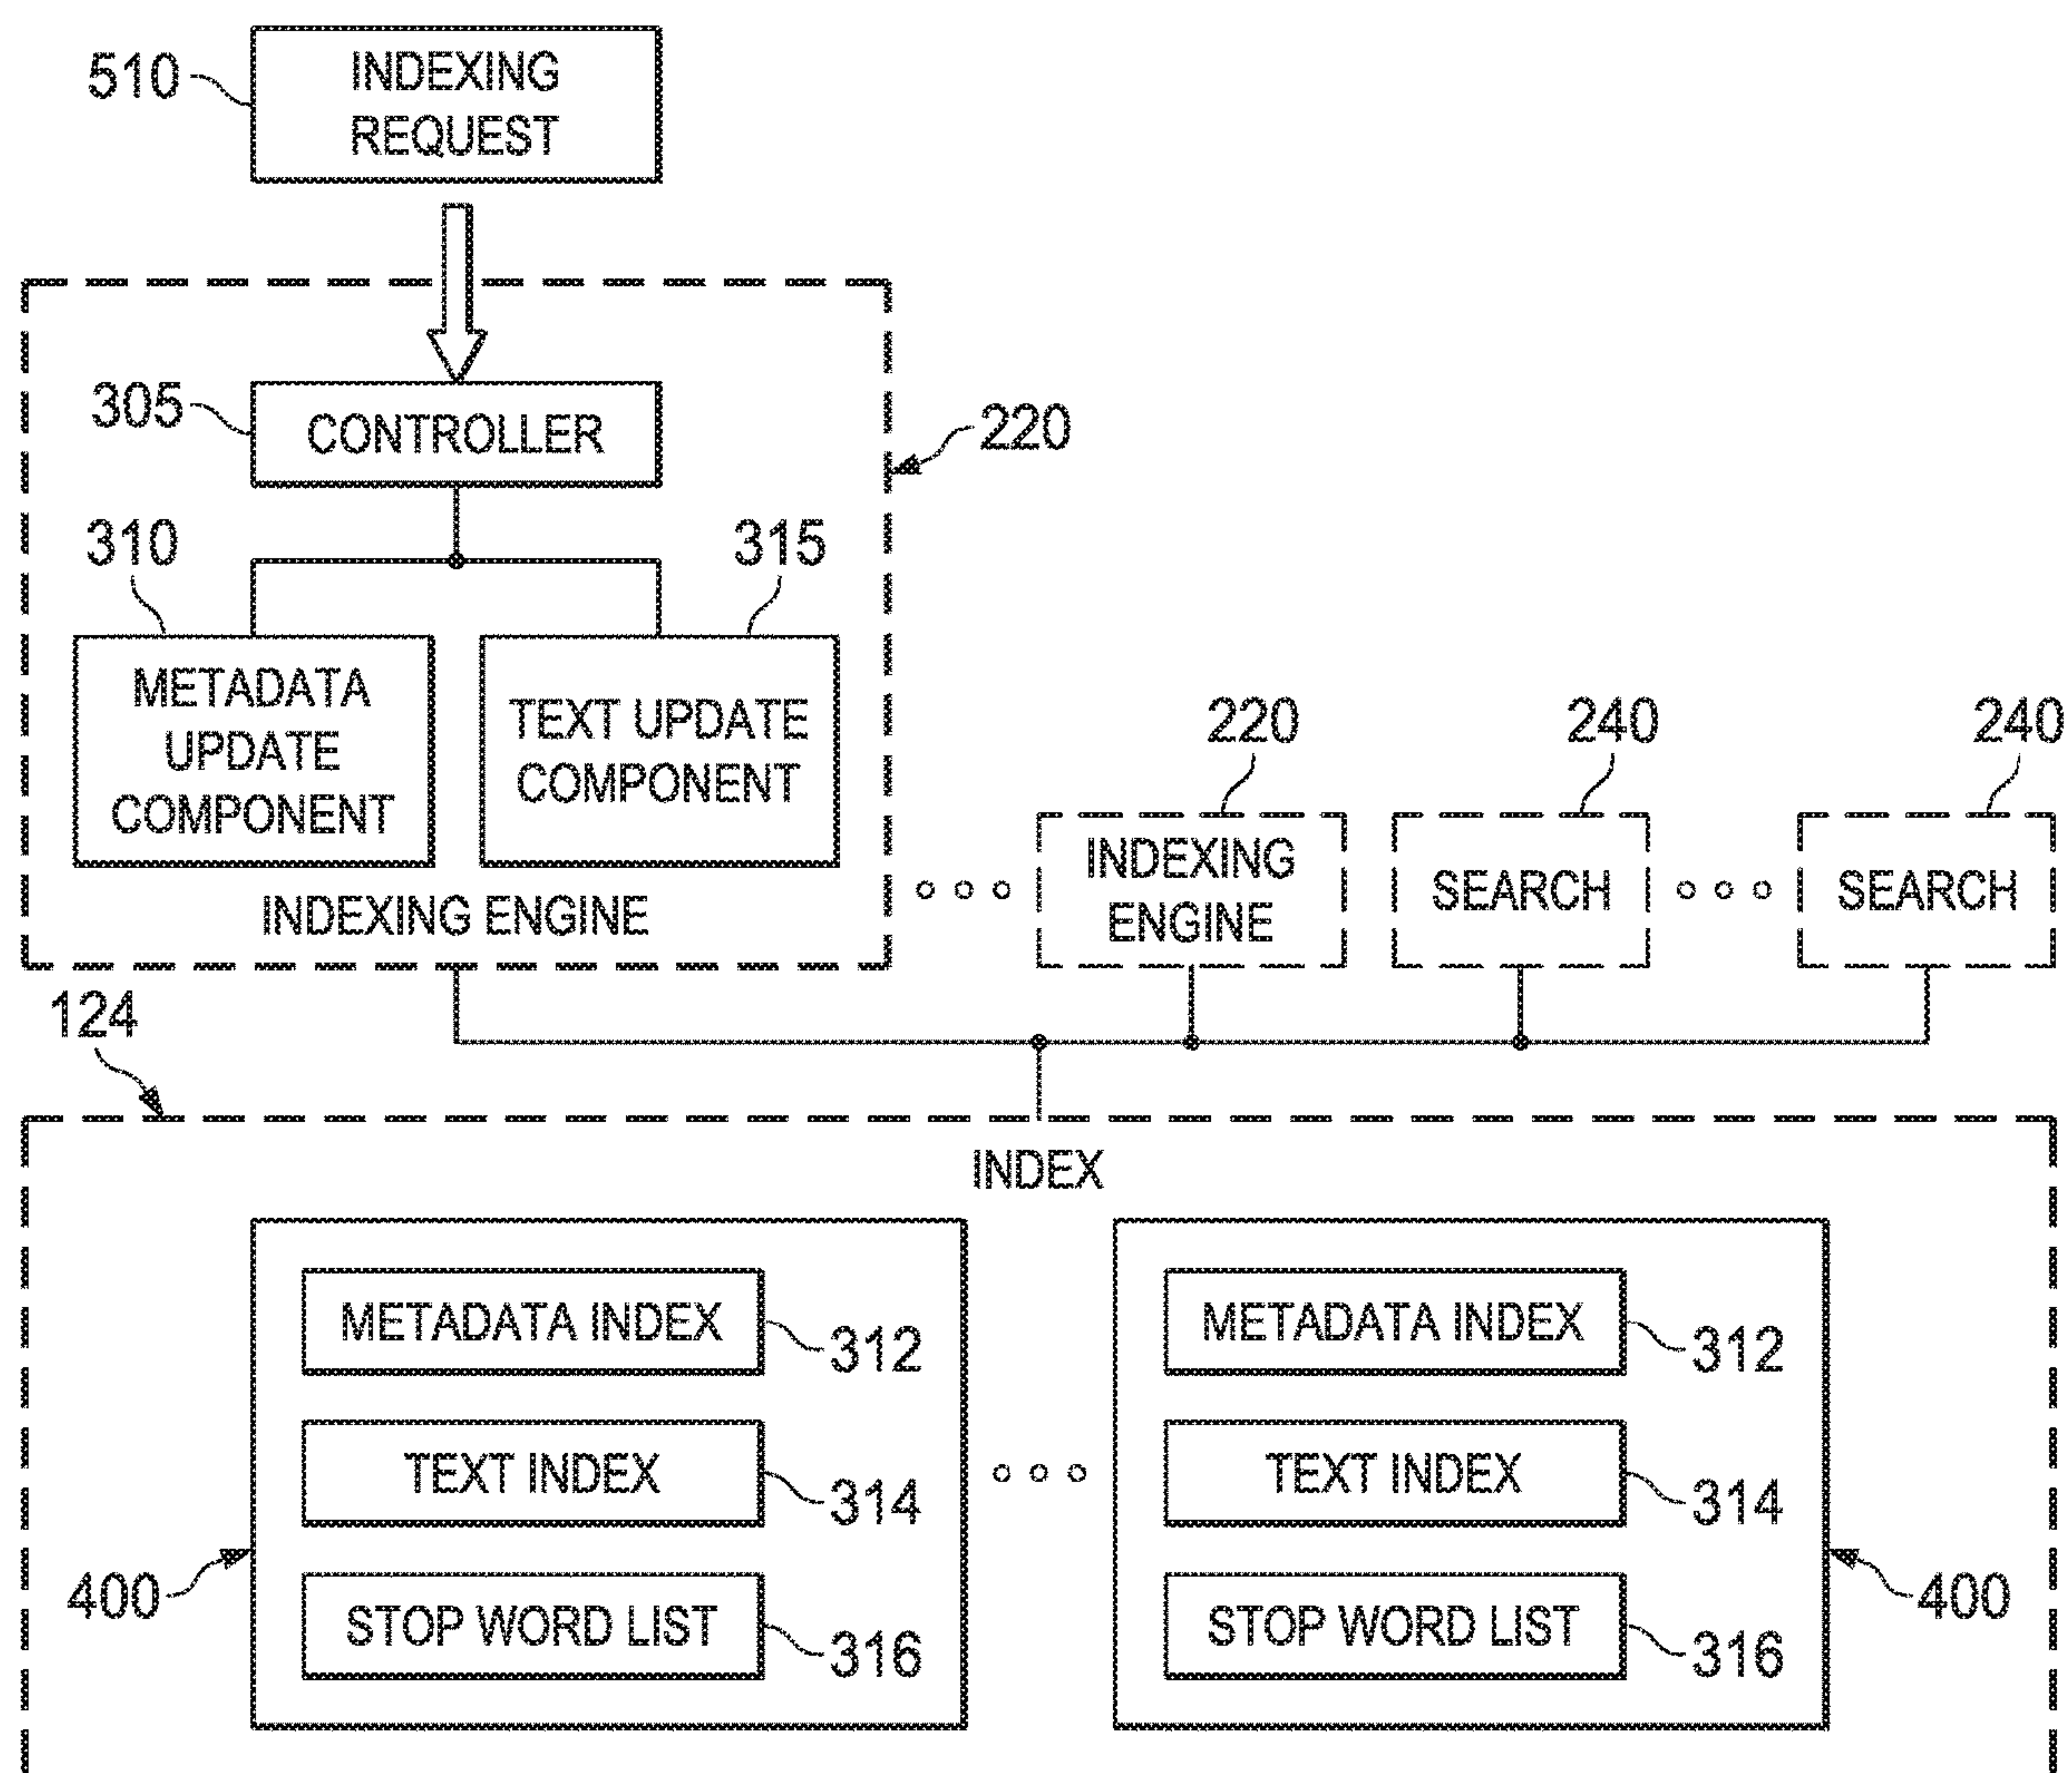 510
INDEXING
REQUEST
305
CONTROLLER
220
310
315
METADATA
UPDATE
COMPONENT
TEXT UPDATE
COMPONENT
INDEXING ENGINE
220
240
240
INDEXING
ENGINE
SEARCH
SEARCH
124
INDEX
METADATA INDEX
312
TEXT INDEX
314
STOP WORD LIST
316
400
METADATA INDEX
312
TEXT INDEX
314
STOP WORD LIST
316
400